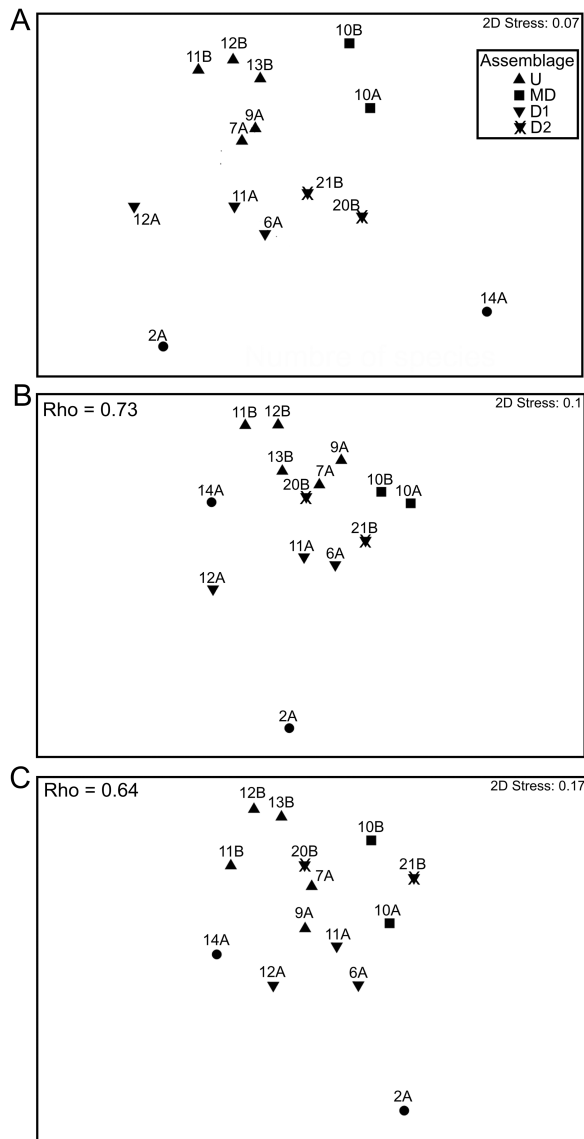 A
2D Stress: 0.07
10B
12B
11B
13B
Assemblage
U
MD
D1
D2
10A
9A
7A
21B
11A
20B
12A
6A
14A
2A
B
Rho = 0.73
2D Stress: 0.1
11B 12B
9A
13B
7A
20B
10B
10A
14A
21B
11A
6A
12A
2A
C
Rho = 0.64
2D Stress: 0.17
12B
13B
10B
11B
20B
21B
7A
9A
10A
11A
14A
12A
6A
2A